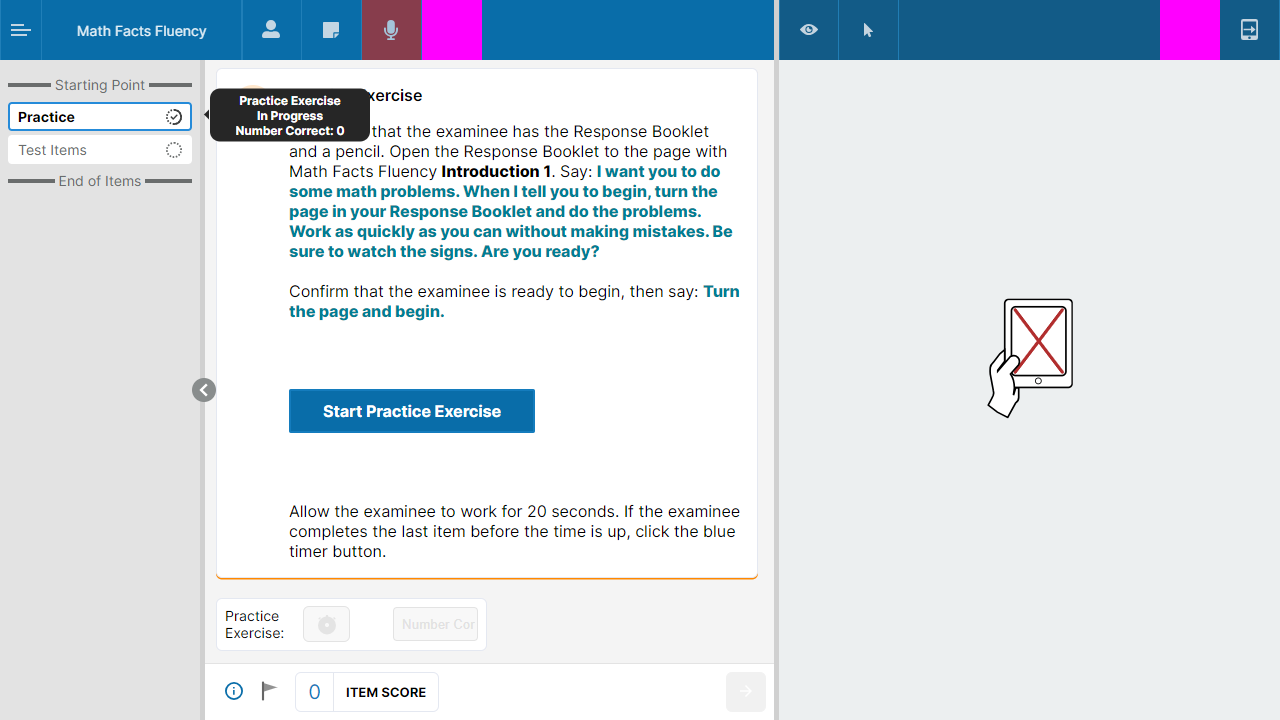 Math Facts Fluency
Starting Point
Practice
Test Items
End of Items
Practice Exercise
In Progress
Number Correct: 0
xercise
that the examinee has the Response Booklet
and a pencil. Open the Response Booklet to the page with
Math Facts Fluency Introduction 1. Say: I want you to do
some math problems. When I tell you to begin, turn the
page in your Response Booklet and do the problems.
Work as quickly as you can without making mistakes. Be
sure to watch the signs. Are you ready?
Confirm that the examinee is ready to begin, then say: Turn
the page and begin.
Start Practice Exercise
Allow the examinee to work for 20 seconds. If the examinee
completes the last item before the time is up, click the blue
timer button.
Practice
Exercise:
Number Cor
0 ITEM SCORE